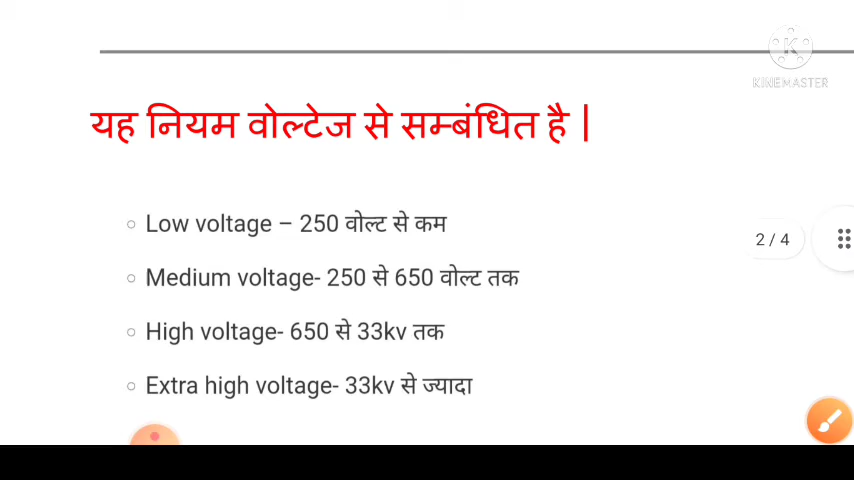 KINEMASTER
यह नियम वोल्टेज से सम्बंधित है |
Low voltage – 250 वोल्ट से कम
2 / 4
Medium voltage- 250 से 650 वोल्ट तक
High voltage- 650 से 33kv तक
Extra high voltage- 33kv से ज्यादा